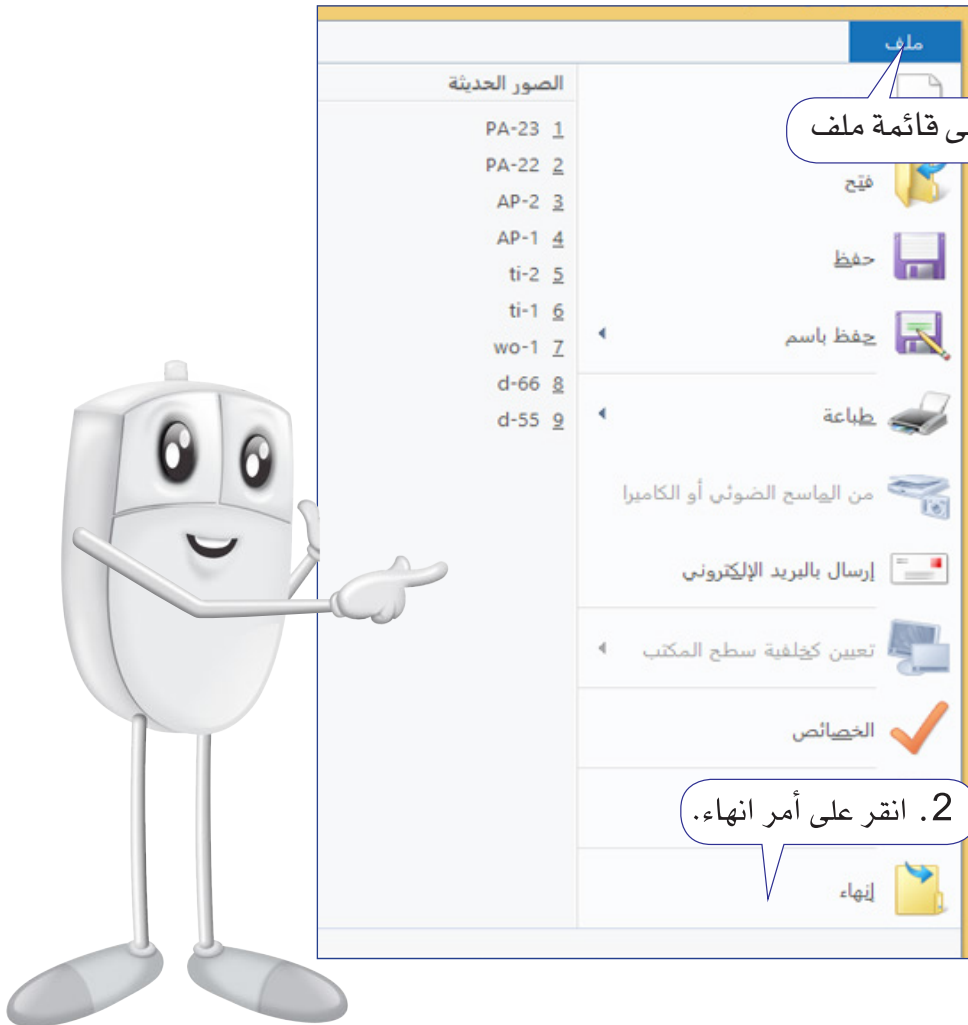 ملف
قائمة ملف
فتح
حفظ
حفظ باسم
طباعة
من الماسح الضوئي أو الكاميرا
إرسال بالبريد الإلكتروني
تعيين كخلفية سطح المكتب
الخصائص
2. انقر على أمر انهاء.
إنهاء
الصور الحديثة
1 PA-23
2 PA-22
3 AP-2
4 AP-1
5 ti-2
6 ti-1
7 wo-1
8 d-66
9 d-55